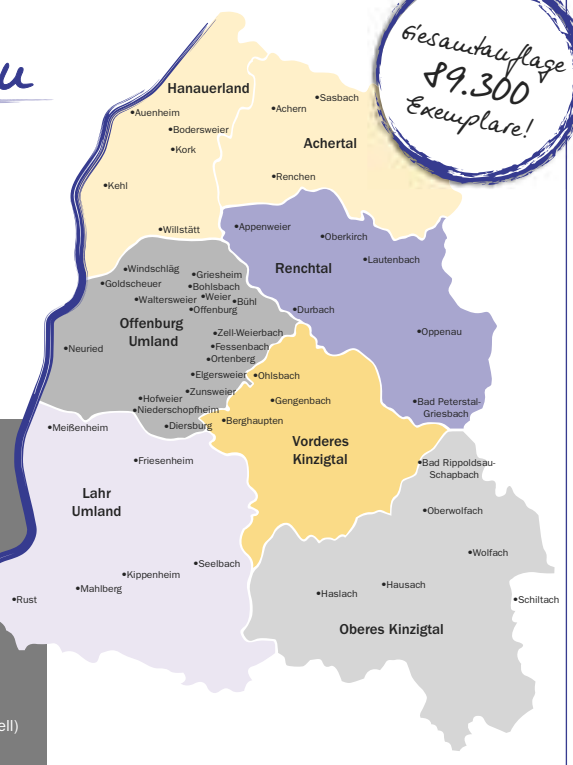 u
Gesamtauflage
89.300
Exemplare!
Hanauerland
•Auenheim
•Bodersweier
•Kork
•Kehl
•Willstätt
•Sasbach
•Achern
Achertal
•Renchen
•Appenweier
•Oberkirch
•Lautenbach
Renchtal
•Durbach
•Oppenau
•Bad Peterstal-
Griesbach
•Windschläg
•Goldscheuer
•Griesheim
•Bohlsbach
•Waltersweier
•Weier
•Bühl
•Offenburg
Offenburg
Umland
•Zell-Weierbach
•Fessenbach
•Ortenberg
•Neuried
•Elgersweier
•Zunsweier
•Hofweier
•Niederschopfheim
•Diersburg
•Ohlsbach
•Gengenbach
•Berghaupten
Vorderes
Kinzigtal
•Meißenheim
•Friesenheim
Lahr
Umland
•Seelbach
•Kippenheim
•Mahlberg
•Rust
•Bad Rippoldsau-
Schapbach
•Oberwolfach
•Wolfach
•Hausach
•Haslach
•Schiltach
Oberes Kinzigtal
ell)